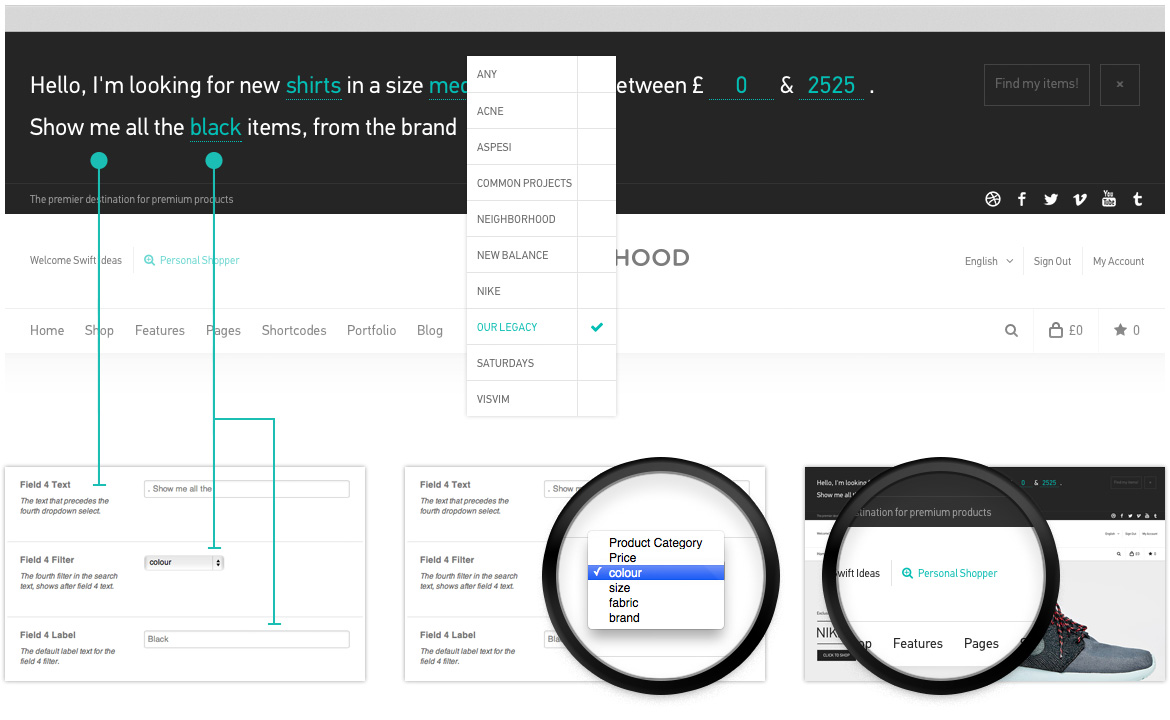 Hello, I'm looking for new shirts in a size med etween £ 0 & 2525 .
Find my items! ×
Show me all the black items, from the brand
ANY
ACNE
ASPESI
COMMON PROJECTS
NEIGHBORHOOD
NEW BALANCE
NIKE
OUR LEGACY
SATURDAYS
VISVIM
The premier destination for premium products
You Tube
Welcome Swift Ideas Personal Shopper
HOOD
English Sign Out My Account
Home Shop Features Pages Shortcodes Portfolio Blog
£0 0
Field 4 Text
. Show me all the
The text that precedes the
fourth dropdown select.
Field 4 Filter
colour
The fourth filter in the search
text, shows after field 4 text.
Field 4 Label
Black
The default label text for the
field 4 filter.
Field 4 Text
. Show m
The text that precedes the
fourth dropdown select.
Field 4 Filter
The fourth filter in the search
text, shows after field 4 text.
Field 4 Label
Bla
The default label text for the
field 4 filter.
Product Category
Price
colour
size
fabric
brand
Hello, I'm looking for 0 & 2525 .
Show me all
stination for premium products
Swift Ideas Personal Shopper
English Sign Out My Account
NIK
CLICK TO SHOP
op Features Pages